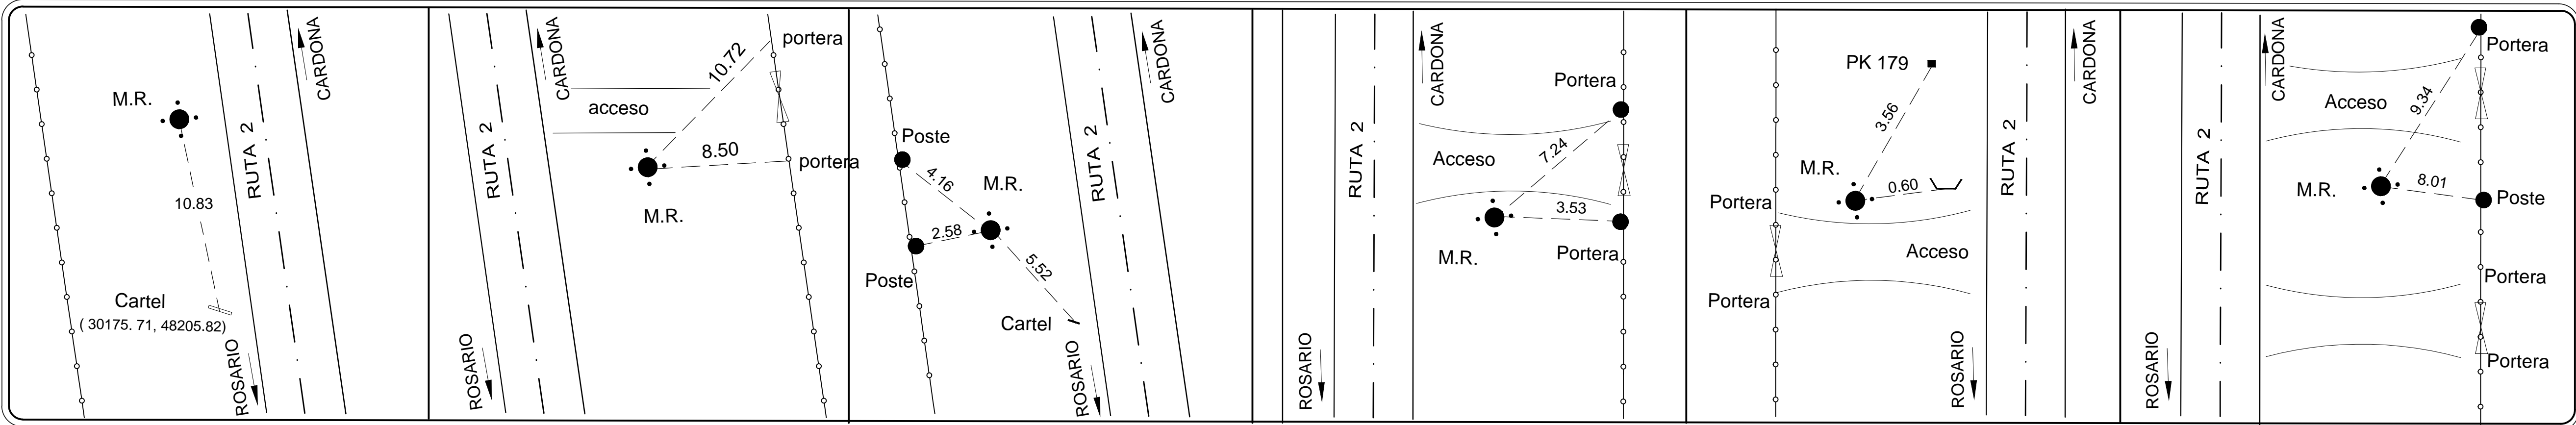 CARDONA
M.R.
RUTA 2
10.83
Cartel
( 30175. 71, 48205.82)
ROSARIO
portera
10.72
CARDONA
acceso
RUTA 2
8.50
portera
M.R.
ROSARIO
CARDONA
Poste
RUTA 2
4.16
M.R.
2.58
5.52
Poste
Cartel
ROSARIO
CARDONA
Portera
RUTA 2
Acceso
7.24
3.53
M.R.
Portera
ROSARIO
CARDONA
PK 179
3.56
RUTA 2
M.R.
0.60
Portera
Acceso
Portera
ROSARIO
CARDONA
Portera
Acceso
9.34
RUTA 2
8.01
M.R.
Poste
Portera
Portera
ROSARIO